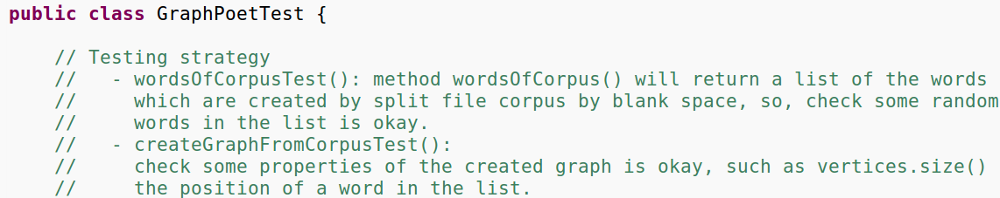 public class GraphPoetTest {
// Testing strategy
//   - wordsOfCorpusTest(): method wordsOfCorpus() will return a list of the words
//     which are created by split file corpus by blank space, so, check some random
//     words in the list is okay.
//   - createGraphFromCorpusTest():
//     check some properties of the created graph is okay, such as vertices.size()
//     the position of a word in the list.